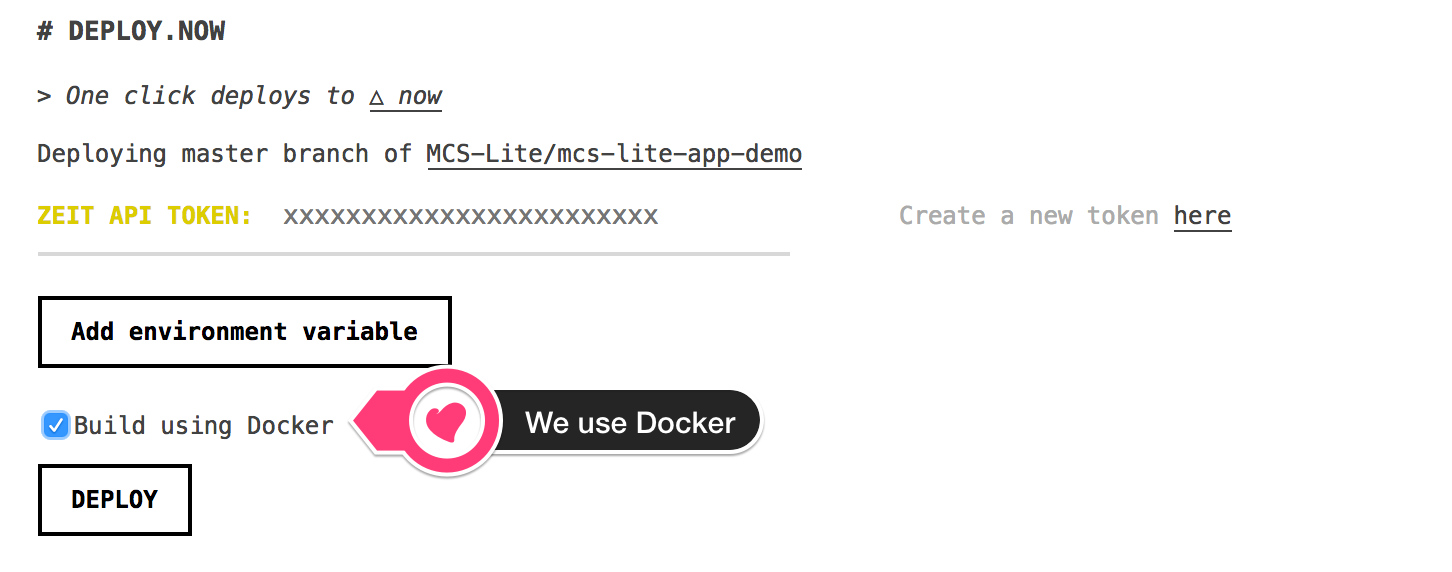 # DEPLOY.NOW
> One click deploys to △ now
Deploying master branch of MCS-Lite/mcs-lite-app-demo
ZEIT API TOKEN: xxxxxxxxxxxxxxxxxxxxxxxx Create a new token here
Add environment variable
Build using Docker We use Docker
DEPLOY